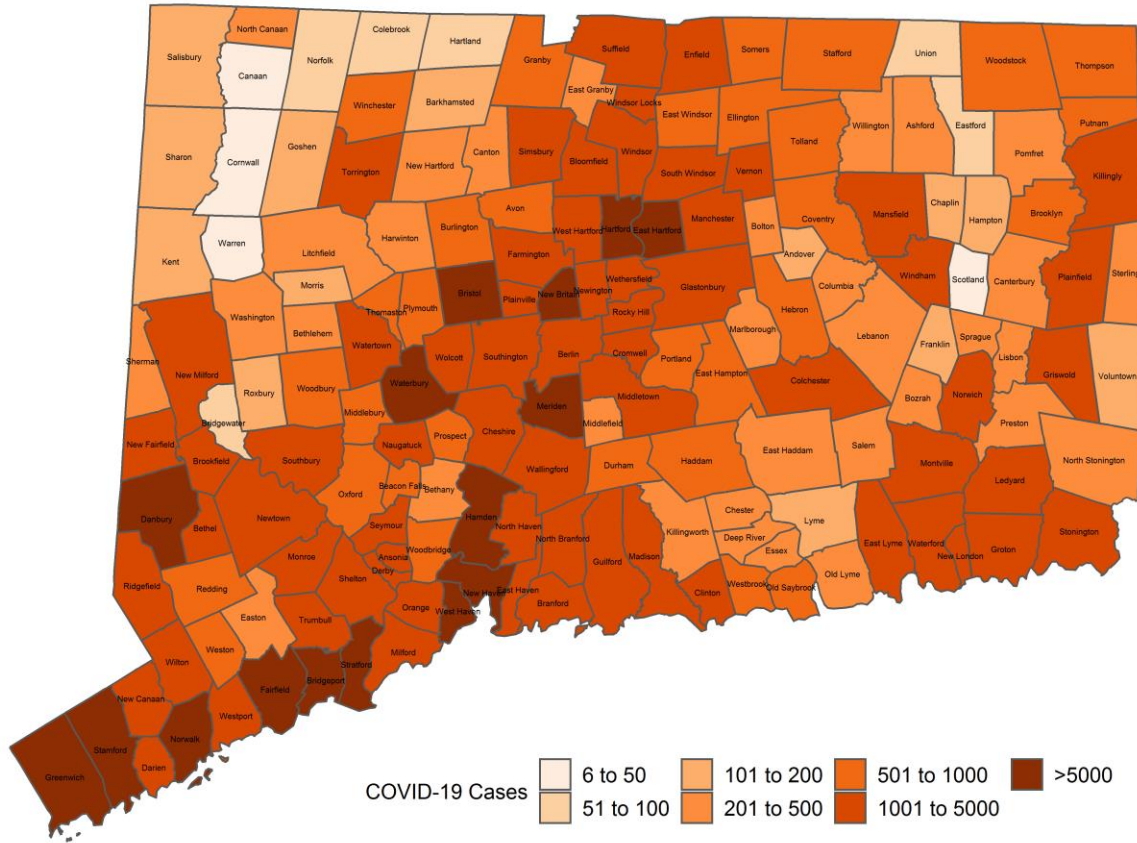 North Canaan
Colebrook
Hartland
Suffield
Enfield
Somers
Stafford
Union
Woodstock
Thompson
Salisbury
Canaan
Norfolk
Granby
East Granby
Windsor Locks
Winchester
Barkhamsted
East Windsor
Ellington
Willington
Ashford
Eastford
Putnam
Sharon
Cornwall
Goshen
Torrington
New Hartford
Canton
Simsbury
Bloomfield
Windsor
South Windsor
Vernon
Tolland
Pomfret
Killingly
Avon
West Hartford
Hartford
East Hartford
Manchester
Bolton
Coventry
Mansfield
Chaplin
Hampton
Brooklyn
Kent
Warren
Litchfield
Harwinton
Burlington
Farmington
Andover
Windham
Scotland
Canterbury
Plainfield
Sterling
Morris
Bristol
Plainville
New Britain
Newington
Wethersfield
Glastonbury
Columbia
Hebron
Washington
Bethlehem
Thomaston
Plymouth
Rocky Hill
Marlborough
Lebanon
Franklin
Sprague
Lisbon
Griswold
Voluntown
Sherman
New Milford
Roxbury
Woodbury
Watertown
Wolcott
Southington
Berlin
Cromwell
Portland
East Hampton
Colchester
Bozrah
Norwich
Preston
Waterbury
Bridgewater
Middlebury
Meriden
Middletown
Middlefield
New Fairfield
Brookfield
Southbury
Naugatuck
Prospect
Cheshire
Wallingford
Durham
Haddam
East Haddam
Salem
Montville
Ledyard
North Stonington
Danbury
Bethel
Newtown
Oxford
Beacon Falls
Bethany
Hamden
North Haven
North Branford
Guilford
Madison
Killingworth
Chester
Deep River
Essex
Lyme
East Lyme
Waterford
New London
Groton
Stonington
Ridgefield
Redding
Monroe
Seymour
Ansonia
Derby
Woodbridge
Shelton
Easton
Orange
New Haven
West Haven
East Haven
Branford
Clinton
Westbrook
Old Saybrook
Old Lyme
Wilton
Weston
Trumbull
Milford
Stratford
Fairfield
Bridgeport
New Canaan
Westport
Greenwich
Stamford
Norwalk
Darien
COVID-19 Cases
6 to 50
101 to 200
501 to 1000
>5000
51 to 100
201 to 500
1001 to 5000